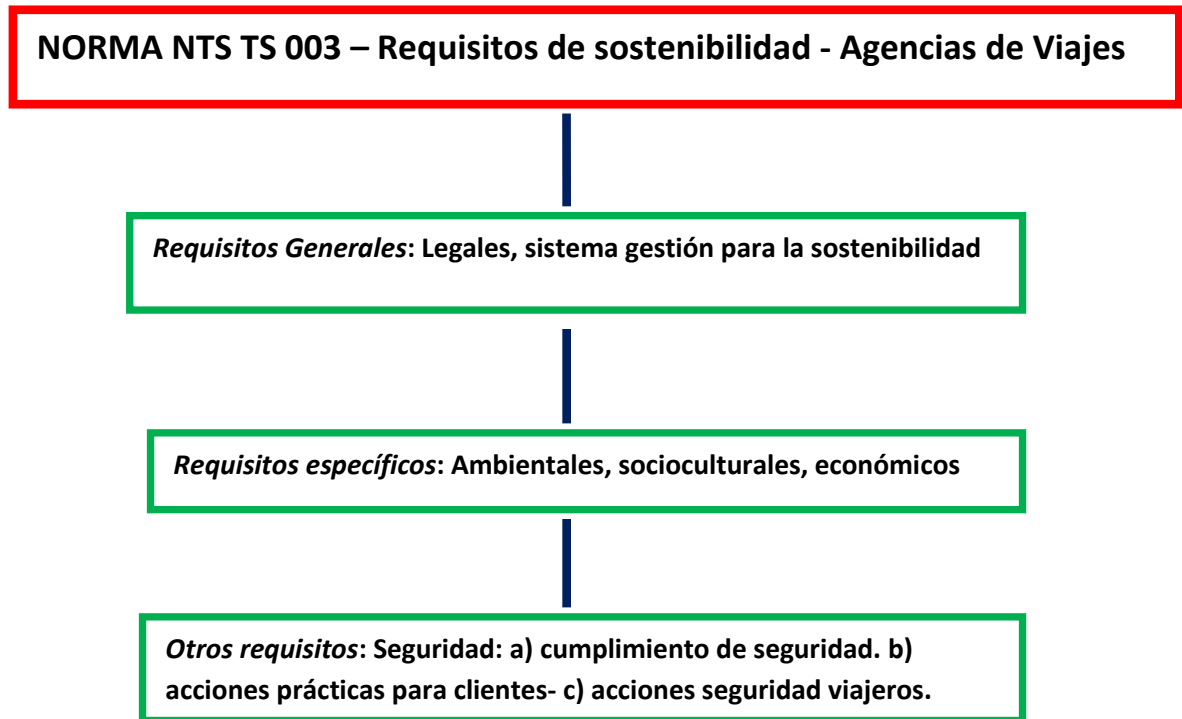 NORMA NTS TS 003 – Requisitos de sostenibilidad - Agencias de Viajes
Requisitos Generales: Legales, sistema gestión para la sostenibilidad
Requisitos específicos: Ambientales, socioculturales, económicos
Otros requisitos: Seguridad: a) cumplimiento de seguridad. b)
acciones prácticas para clientes- c) acciones seguridad viajeros.